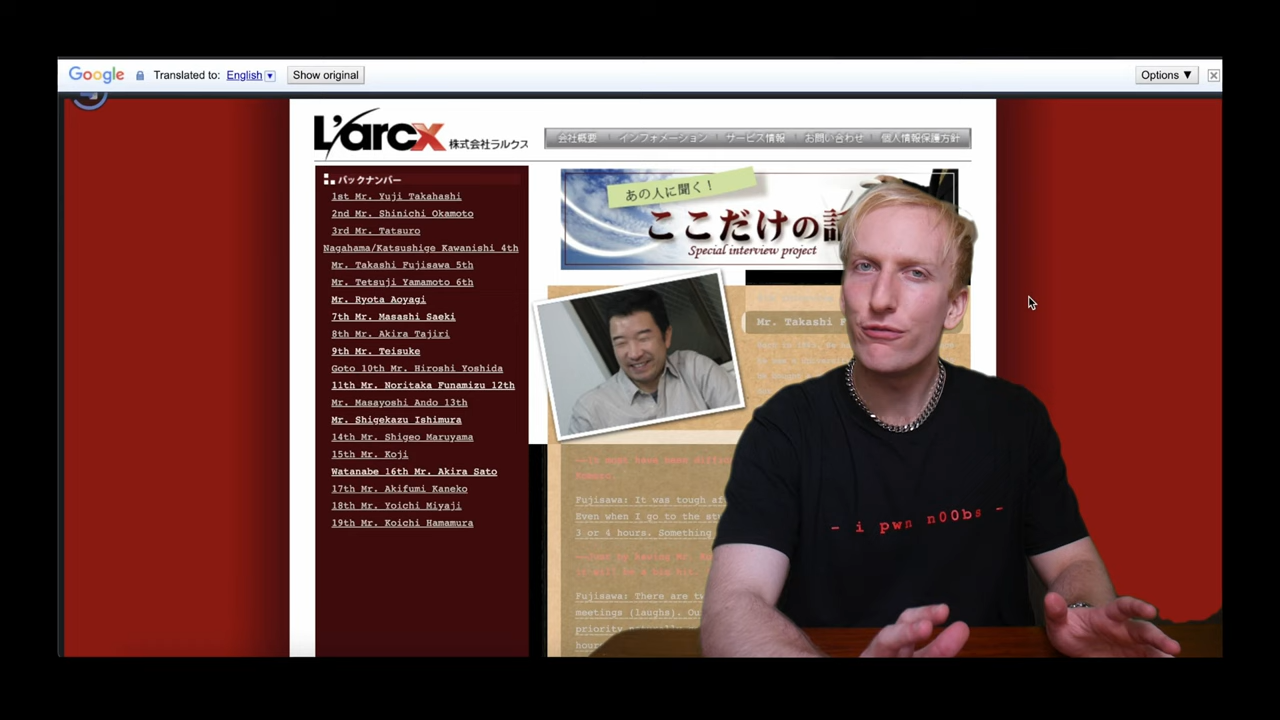 Google Translated to: English Show original Options ▼
L'arcx 株式会社ラルクス
会社概要 インフォメーション サービス情報 お問い合わせ 個人情報保護方針
バックナンバー
1st Mr. Yuji Takahashi
2nd Mr. Shinichi Okamoto
3rd Mr. Tatsuro
Nagahama/Katsushige Kawanishi 4th
Mr. Takashi Fujisawa 5th
Mr. Tetsuji Yamamoto 6th
Mr. Ryota Aoyagi
7th Mr. Masashi Saeki
8th Mr. Akira Tajiri
9th Mr. Teisuke
Goto 10th Mr. Hiroshi Yoshida
11th Mr. Noritaka Funamizu 12th
Mr. Masayoshi Ando 13th
Mr. Shigekazu Ishimura
14th Mr. Shigeo Maruyama
15th Mr. Koji
Watanabe 16th Mr. Akira Sato
17th Mr. Akifumi Kaneko
18th Mr. Yoichi Miyaji
19th Mr. Koichi Hamamura
あの人に聞く！
ここだけの
Special interview project
Mr. Takashi
Fujisawa: It was tough
Even when I go to the
3 or 4 hours. Something
Fujisawa: There are
meetings (laughs).
priority
- i pwn n00bs -